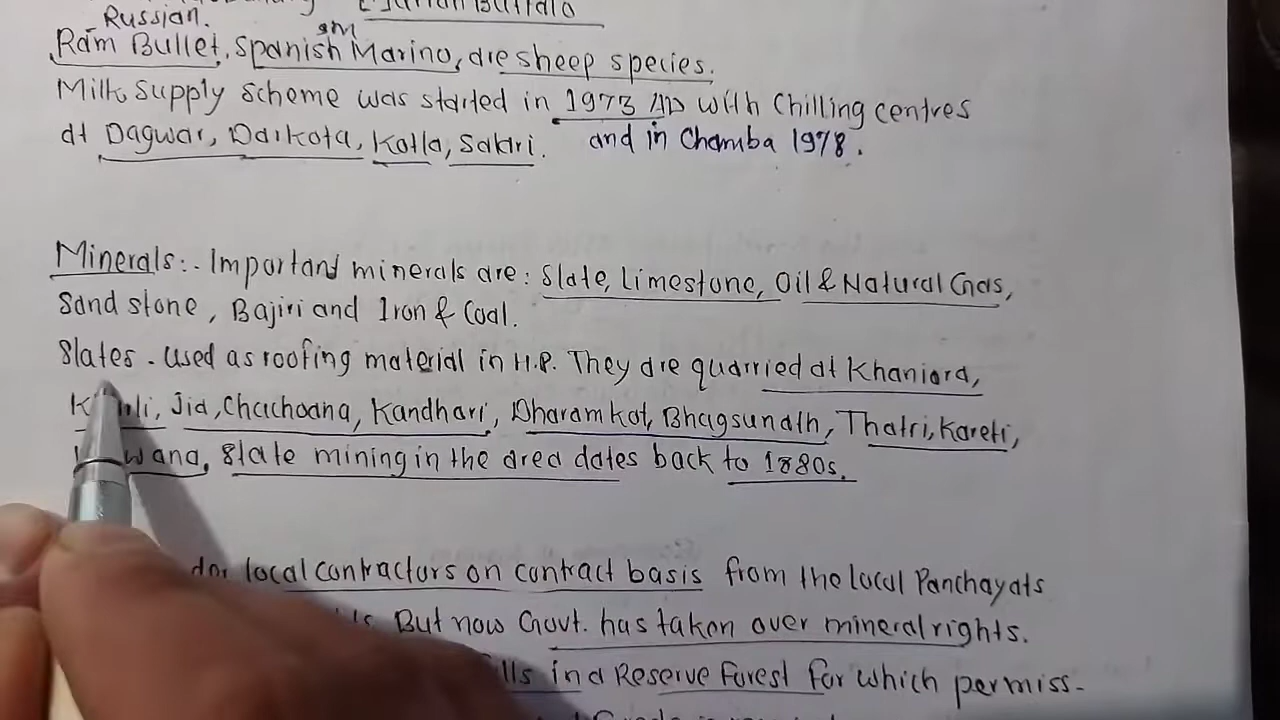 Russian.
Ram Bullet, Spanish Marino, are sheep species.
Milk Supply Scheme was started in 1973 AD with Chilling centres
at Dagwar, Darkota, Kotla, Salari. and in Chamba 1978.
Minerals:- Important minerals are: Slate, Limestone, Oil & Natural Gas,
Sand stone, Bajiri and Iron & Coal.
Slates - Used as roofing material in H.P. They are quarried at Khaniara,
Jia, Chachoana, Kandhari, Dharamkot, Bhagsunath, Thatri, Kareti,
Slate mining in the area dates back to 1880s.
local contractors on contract basis from the local Panchayats
But now Govt. has taken over mineral rights.
in a Reserve Forest for which permiss-